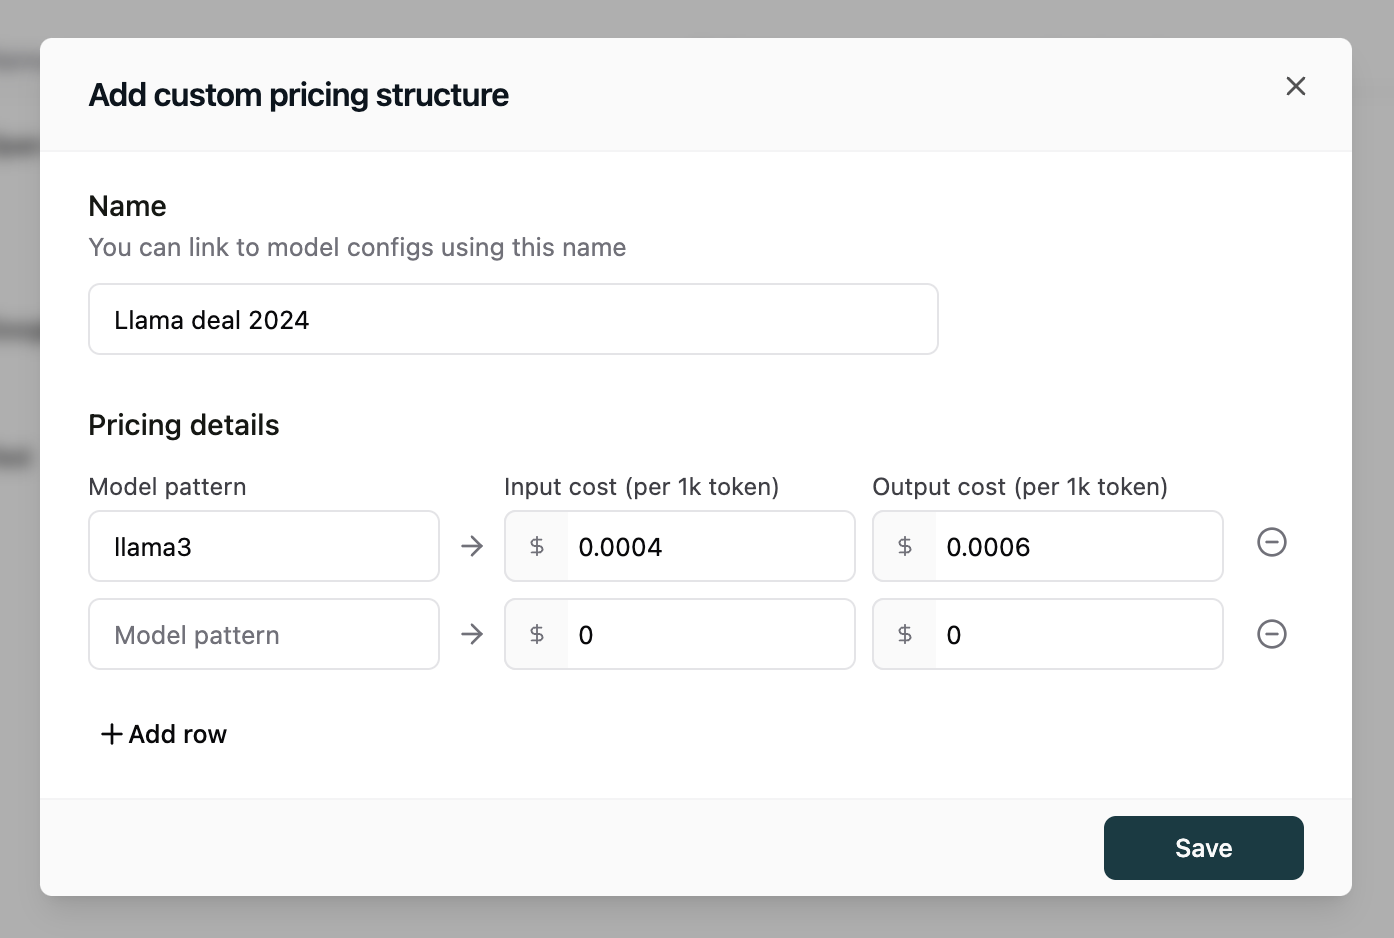 Add custom pricing structure
Name
You can link to model configs using this name
Llama deal 2024
Pricing details
Model pattern Input cost (per 1k token) Output cost (per 1k token)
llama3 → $ 0.0004 $ 0.0006
Model pattern → $ 0 $ 0
+ Add row
Save